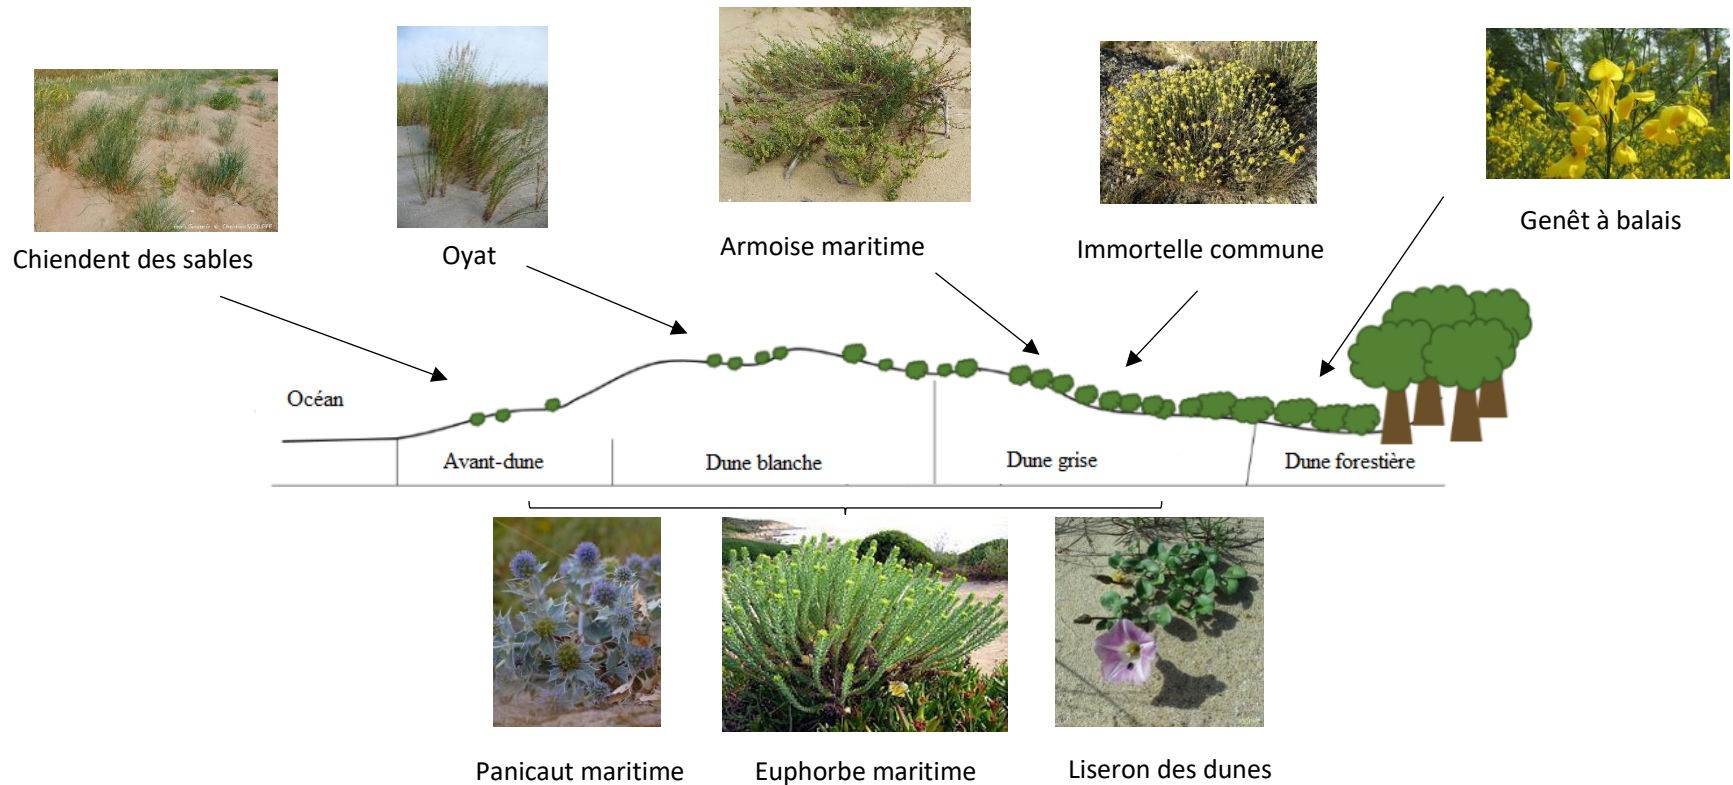 Chiendent des sables
Oyat
Armoise maritime
Immortelle commune
Genêt à balais
Océan
Avant-dune
Dune blanche
Dune grise
Dune forestière
Panicaut maritime
Euphorbe maritime
Liseron des dunes